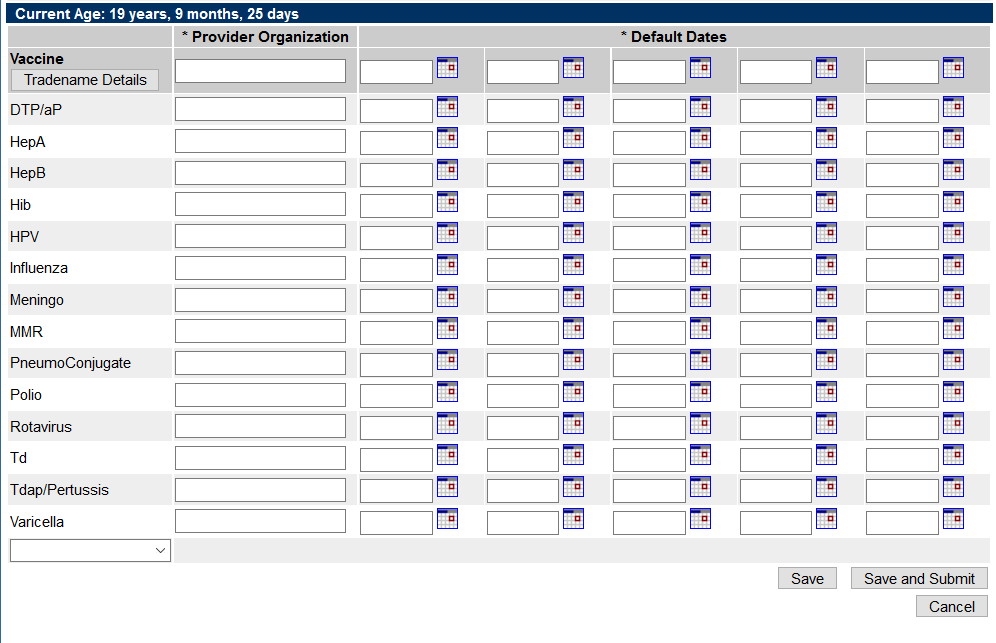 Current Age: 19 years, 9 months, 25 days
* Provider Organization * Default Dates
Vaccine
Tradename Details
DTP/aP
HepA
HepB
Hib
HPV
Influenza
Meningo
MMR
PneumoConjugate
Polio
Rotavirus
Td
Tdap/Pertussis
Varicella
Save Save and Submit
Cancel